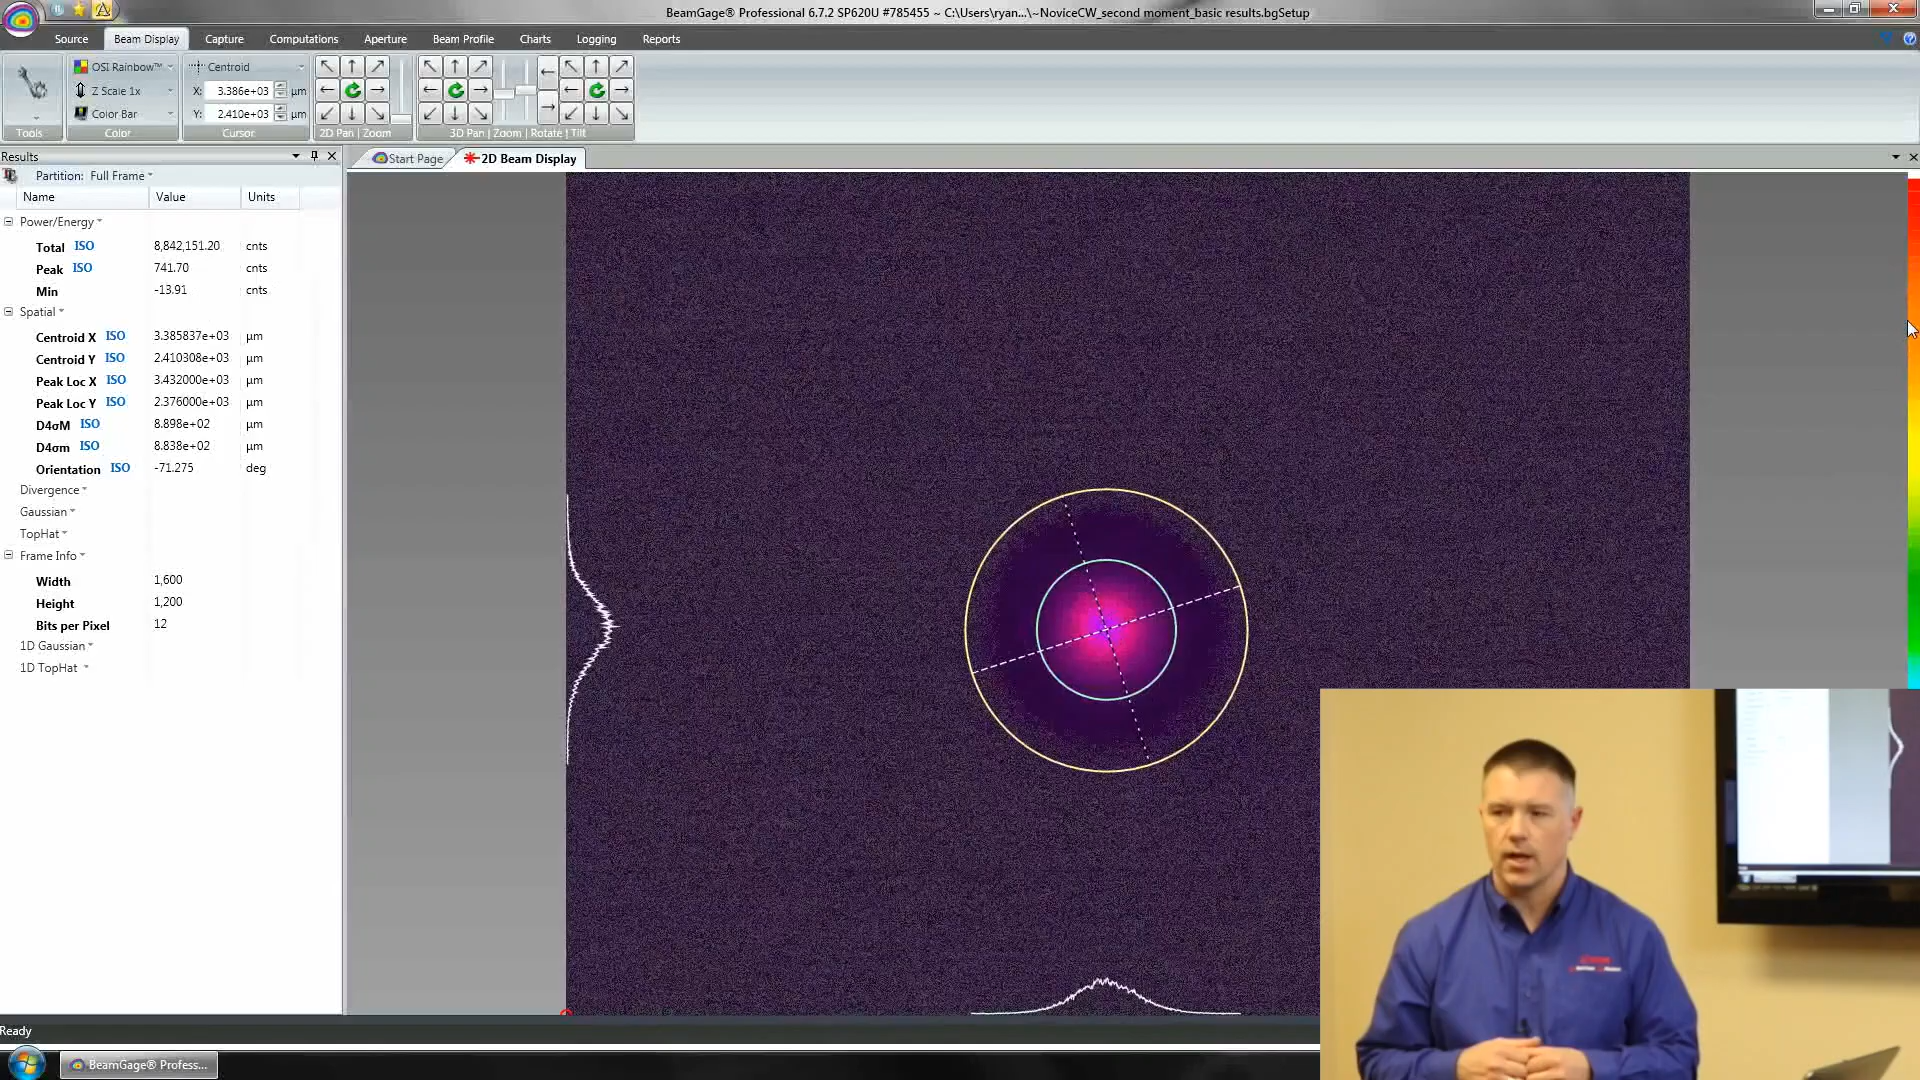 BeamGage® Professional 6.7.2 SP620U #785455 ~ C:\Users\ryan...\~NoviceCW_second moment_basic results.bgSetup
Source Beam Display Capture Computations Aperture Beam Profile Charts Logging Reports
OSI Rainbow™ Centroid
Z Scale 1x X: 3.386e+03 µm
Color Bar Y: 2.410e+03 µm
Tools Color Cursor 2D Pan | Zoom 3D Pan | Zoom | Rotate | Tilt
Results
Start Page 2D Beam Display
Partition: Full Frame
Name Value Units
Power/Energy
Total ISO 8,842,151.20 cnts
Peak ISO 741.70 cnts
Min -13.91 cnts
Spatial
Centroid X ISO 3.385837e+03 µm
Centroid Y ISO 2.410308e+03 µm
Peak Loc X ISO 3.432000e+03 µm
Peak Loc Y ISO 2.376000e+03 µm
D4σM ISO 8.898e+02 µm
D4σm ISO 8.838e+02 µm
Orientation ISO -71.275 deg
Divergence
Gaussian
TopHat
Frame Info
Width 1,600
Height 1,200
Bits per Pixel 12
1D Gaussian
1D TopHat
Ready
BeamGage® Profess...